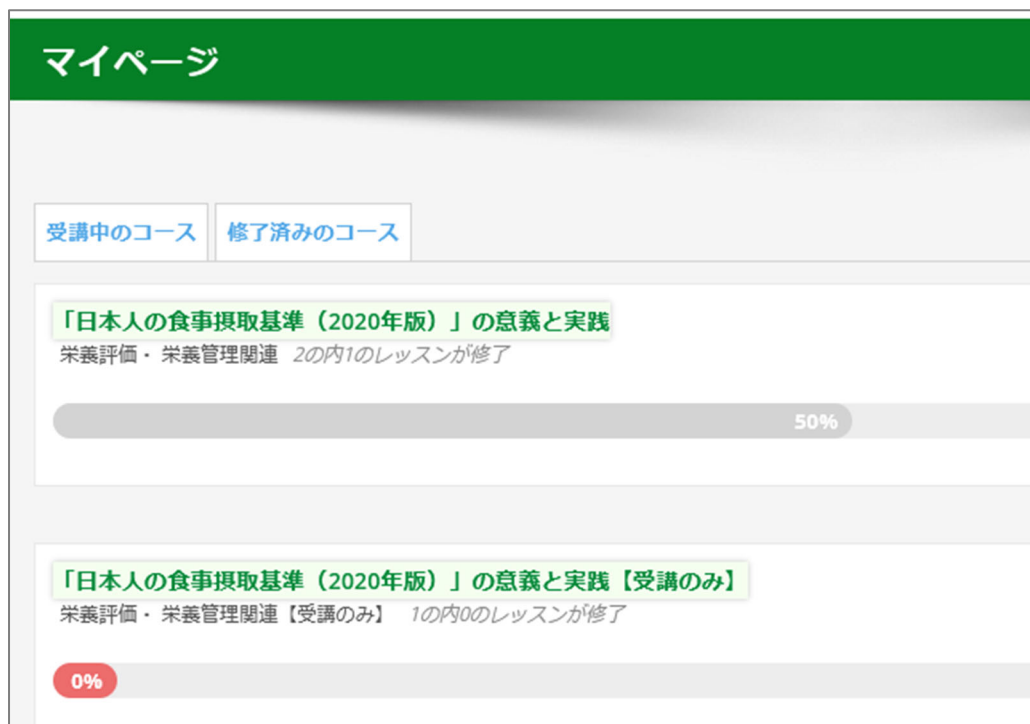 マイページ
受講中のコース 修了済みのコース
「日本人の食事摂取基準（2020年版）」の意義と実践
栄養評価・ 栄養管理関連 2の内1のレッスンが修了
50%
「日本人の食事摂取基準（2020年版）」の意義と実践【受講のみ】
栄養評価・ 栄養管理関連【受講のみ】 1の内0のレッスンが修了
0%